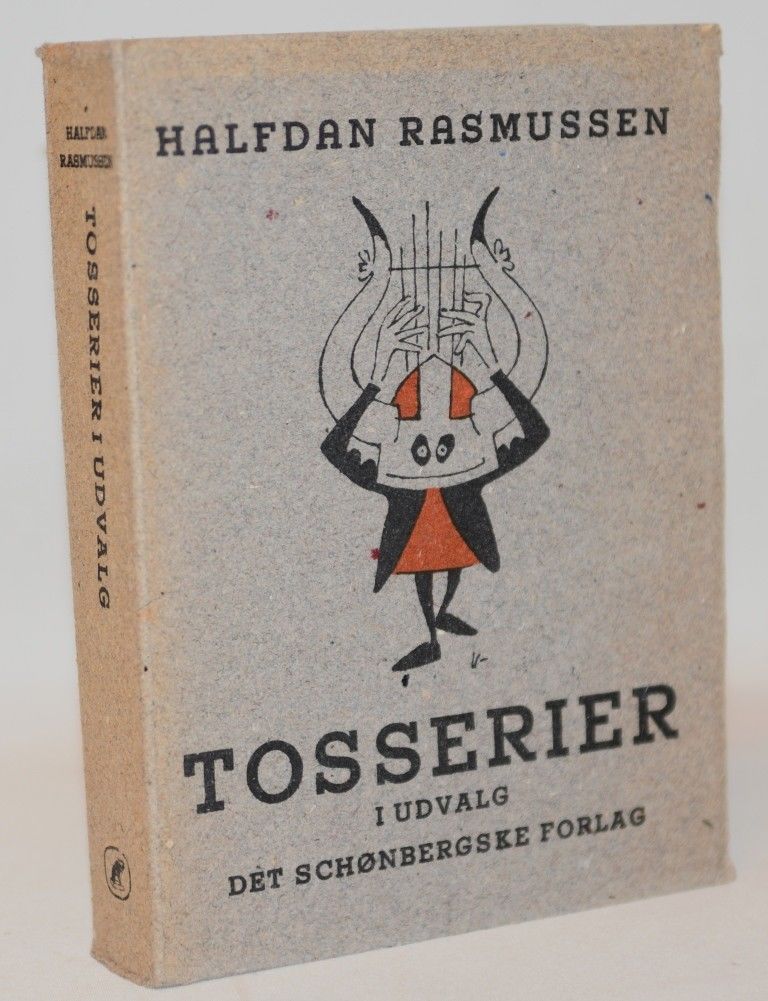 HALFDAN
RASMUSSEN
TOSSERIER I UDVALG
HALFDAN RASMUSSEN
TOSSERIER
I UDVALG
DET SCHØNBERGSKE FORLAG